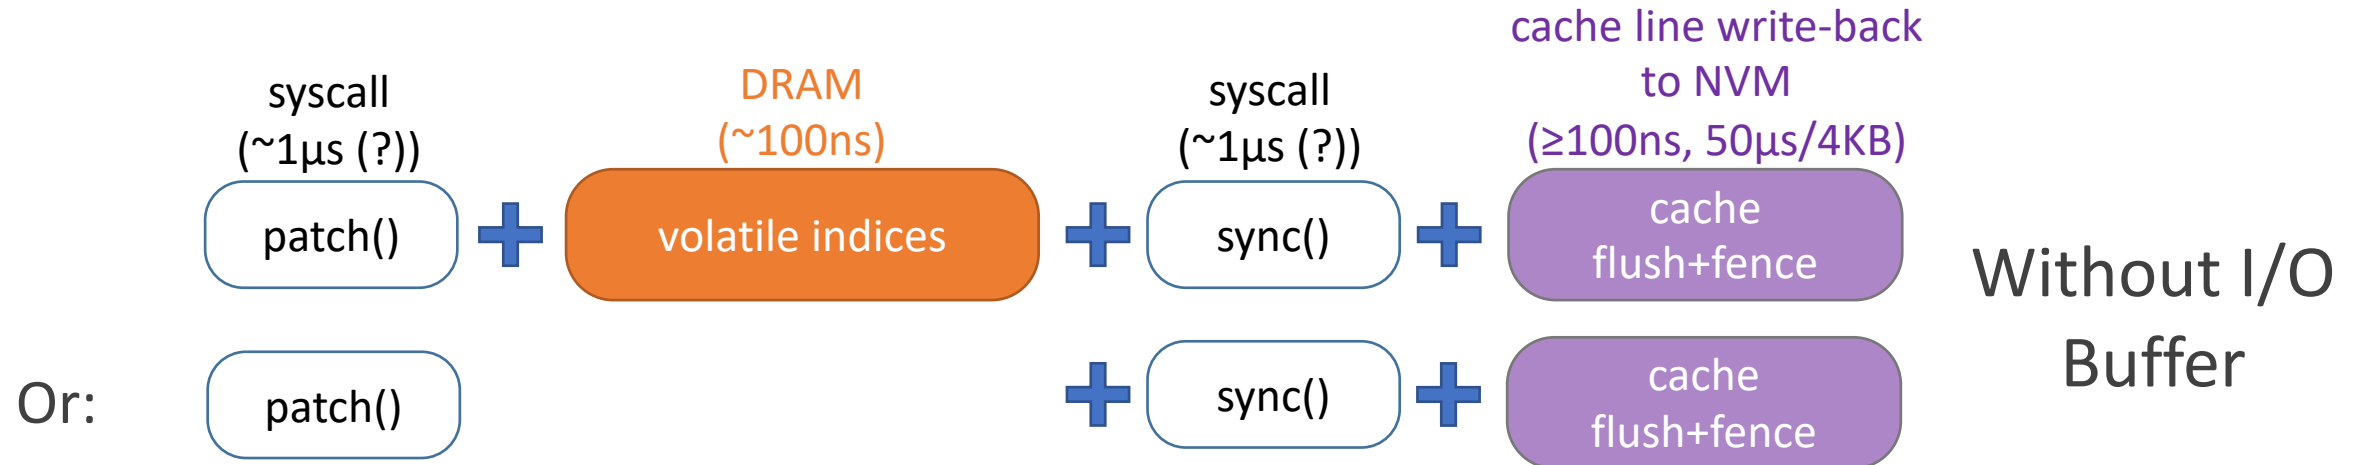 syscall
(~1µs (?))
patch()
DRAM
(~100ns)
volatile indices
syscall
(~1µs (?))
sync()
cache line write-back
to NVM
(≥100ns, 50µs/4KB)
cache
flush+fence
Without I/O
Buffer
Or:
patch()
sync()
cache
flush+fence